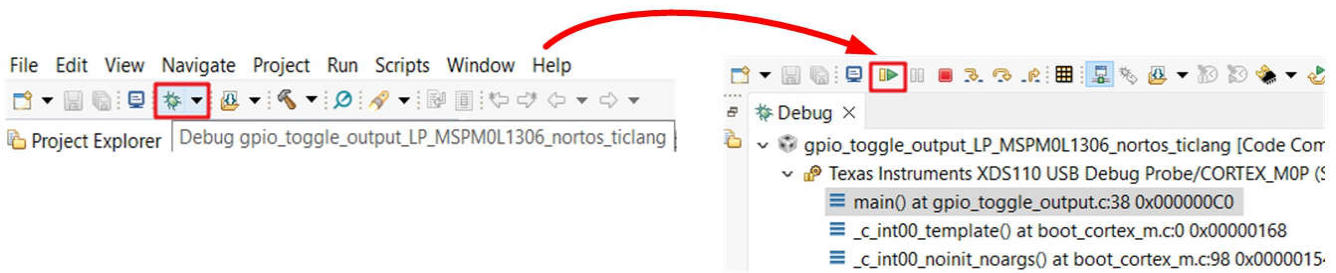 File Edit View Navigate Project Run Scripts Window Help
Project Explorer
Debug gpio_toggle_output_LP_MSPM0L1306_nortos_ticlang
Debug
gpio_toggle_output_LP_MSPM0L1306_nortos_ticlang [Code Com
Texas Instruments XDS110 USB Debug Probe/CORTEX_M0P (S
main() at gpio_toggle_output.c:38 0x000000C0
_c_int00_template() at boot_cortex_m.c:0 0x00000168
_c_int00_noinit_noargs() at boot_cortex_m.c:98 0x00000154